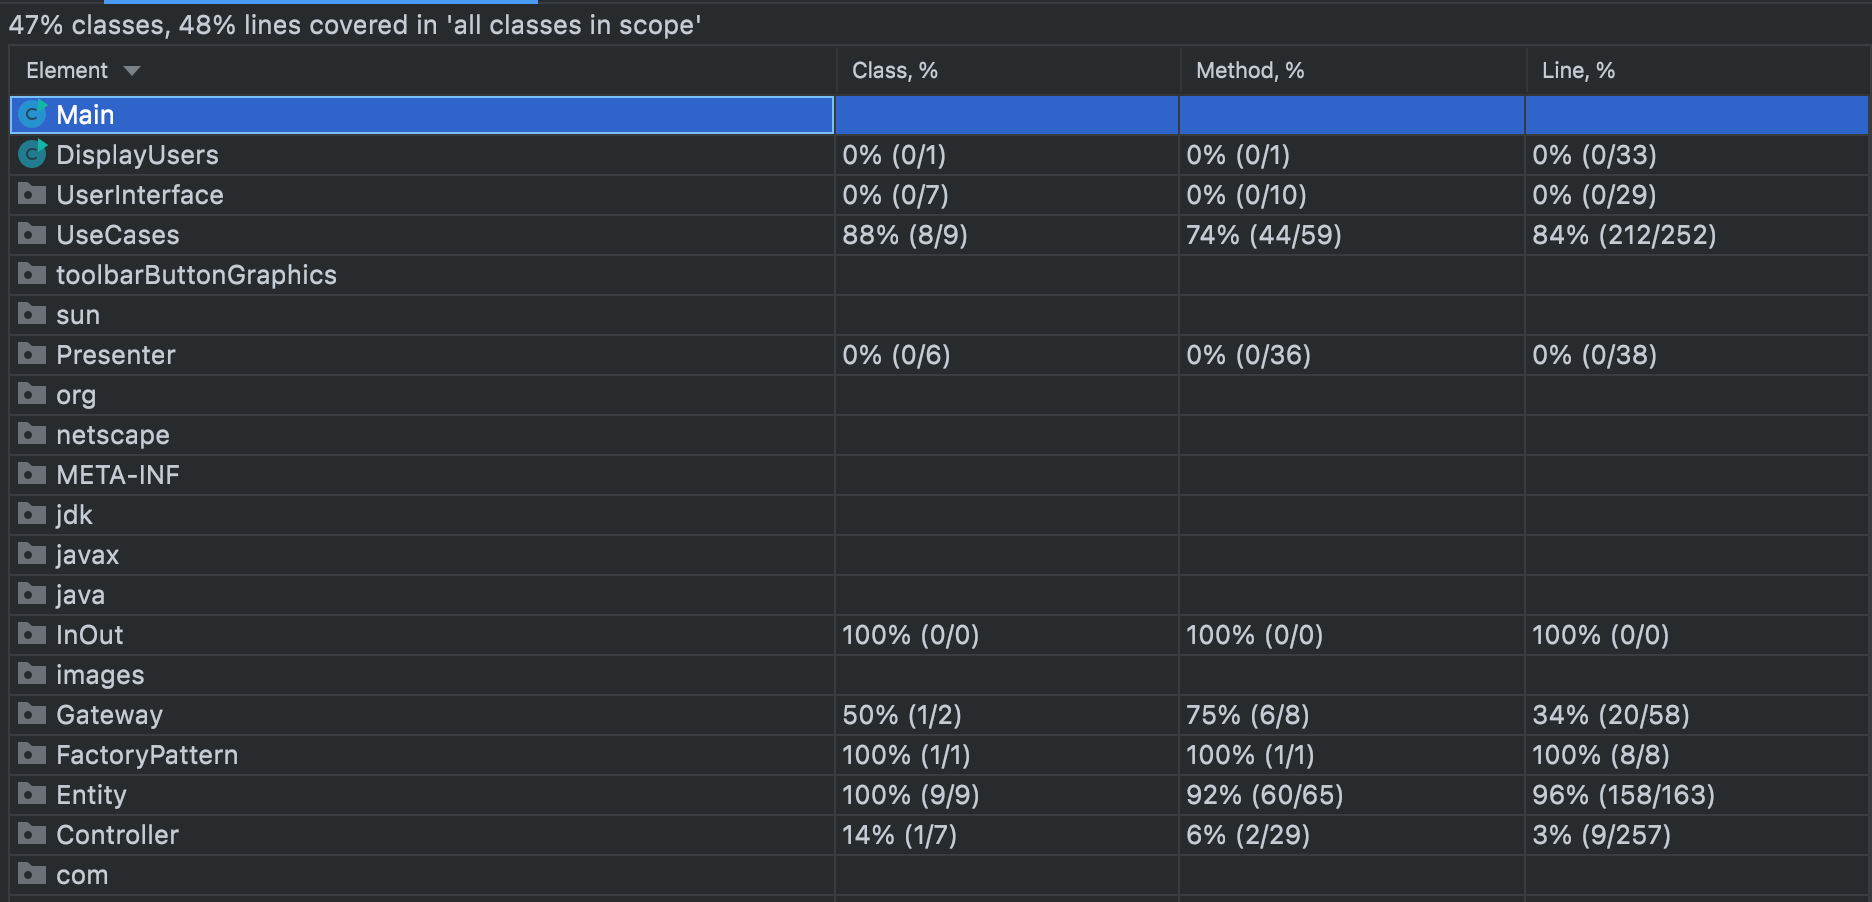 47% classes, 48% lines covered in 'all classes in scope'
Element Class, % Method, % Line, %
Main
DisplayUsers 0% (0/1) 0% (0/1) 0% (0/33)
UserInterface 0% (0/7) 0% (0/10) 0% (0/29)
UseCases 88% (8/9) 74% (44/59) 84% (212/252)
toolbarButtonGraphics
sun
Presenter 0% (0/6) 0% (0/36) 0% (0/38)
org
netscape
META-INF
jdk
javax
java
InOut 100% (0/0) 100% (0/0) 100% (0/0)
images
Gateway 50% (1/2) 75% (6/8) 34% (20/58)
FactoryPattern 100% (1/1) 100% (1/1) 100% (8/8)
Entity 100% (9/9) 92% (60/65) 96% (158/163)
Controller 14% (1/7) 6% (2/29) 3% (9/257)
com